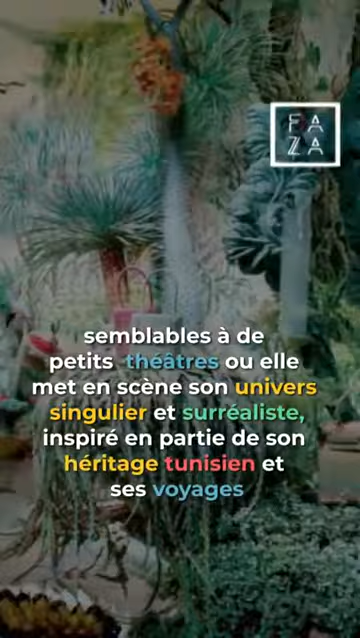 FA
ZA
semblables à de
petits théâtres ou elle
met en scène son univers
singulier et surréaliste,
inspiré en partie de son
héritage tunisien et
ses voyages